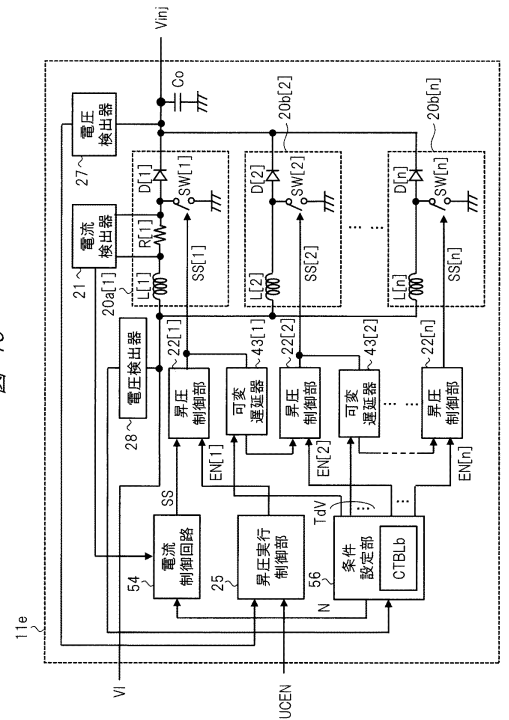 図 13
11e
VI
UCEN
Vinj
電圧検出器
27
電流検出器
21
電圧検出器
28
20a[1]
L[1]
R[1]
D[1]
SW[1]
SS[1]
Co
20b[2]
L[2]
D[2]
SW[2]
SS[2]
… …
20b[n]
L[n]
D[n]
SW[n]
SS[n]
電流
制御回路
54
SS
昇圧
制御部
22[1]
EN[1]
可変
遅延器
43[1]
昇圧
制御部
22[2]
EN[2]
可変
遅延器
43[2]
… …
昇圧
制御部
22[n]
EN[n]
昇圧実行
制御部
25
N
条件
設定部
CTBLb
56
TdV
…
…